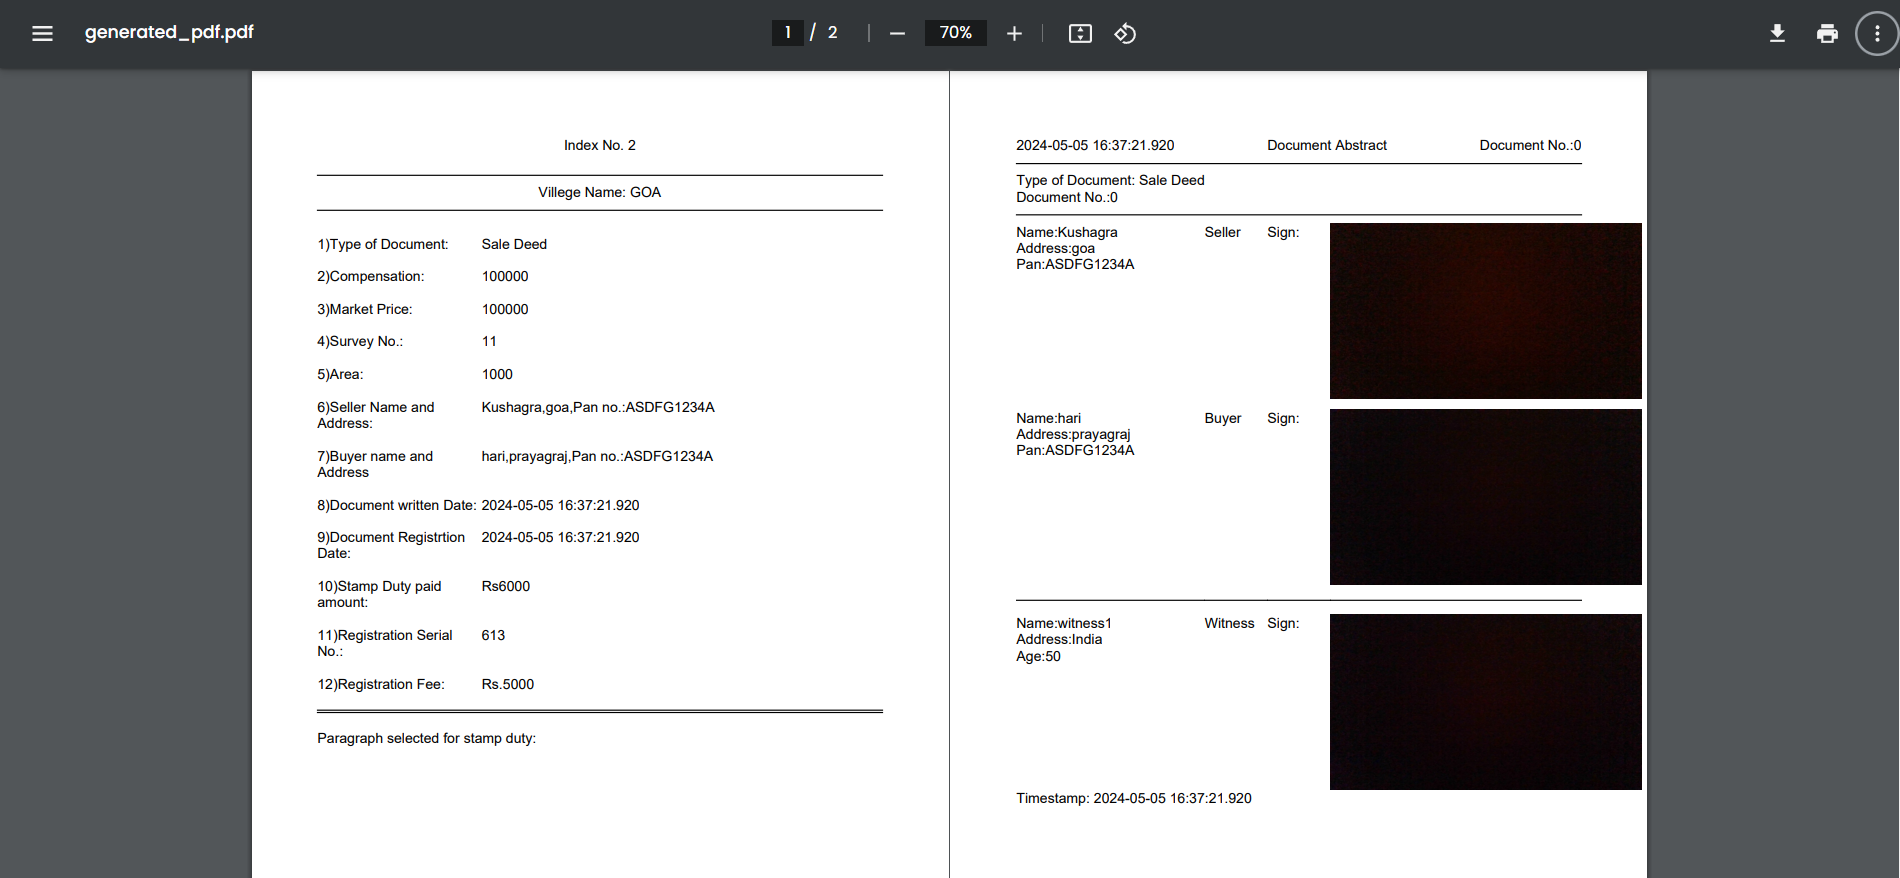 generated_pdf.pdf
1 / 2
70%
Index No. 2
Villege Name: GOA
1)Type of Document: Sale Deed
2)Compensation: 100000
3)Market Price: 100000
4)Survey No.: 11
5)Area: 1000
6)Seller Name and Kushagra,goa,Pan no.:ASDFG1234A
Address:
7)Buyer name and hari,prayagraj,Pan no.:ASDFG1234A
Address
8)Document written Date: 2024-05-05 16:37:21.920
9)Document Registrtion 2024-05-05 16:37:21.920
Date:
10)Stamp Duty paid Rs6000
amount:
11)Registration Serial 613
No.:
12)Registration Fee: Rs.5000
Paragraph selected for stamp duty:
2024-05-05 16:37:21.920 Document Abstract Document No.:0
Type of Document: Sale Deed
Document No.:0
Name:Kushagra Seller Sign:
Address:goa
Pan:ASDFG1234A
Name:hari Buyer Sign:
Address:prayagraj
Pan:ASDFG1234A
Name:witness1 Witness Sign:
Address:India
Age:50
Timestamp: 2024-05-05 16:37:21.920